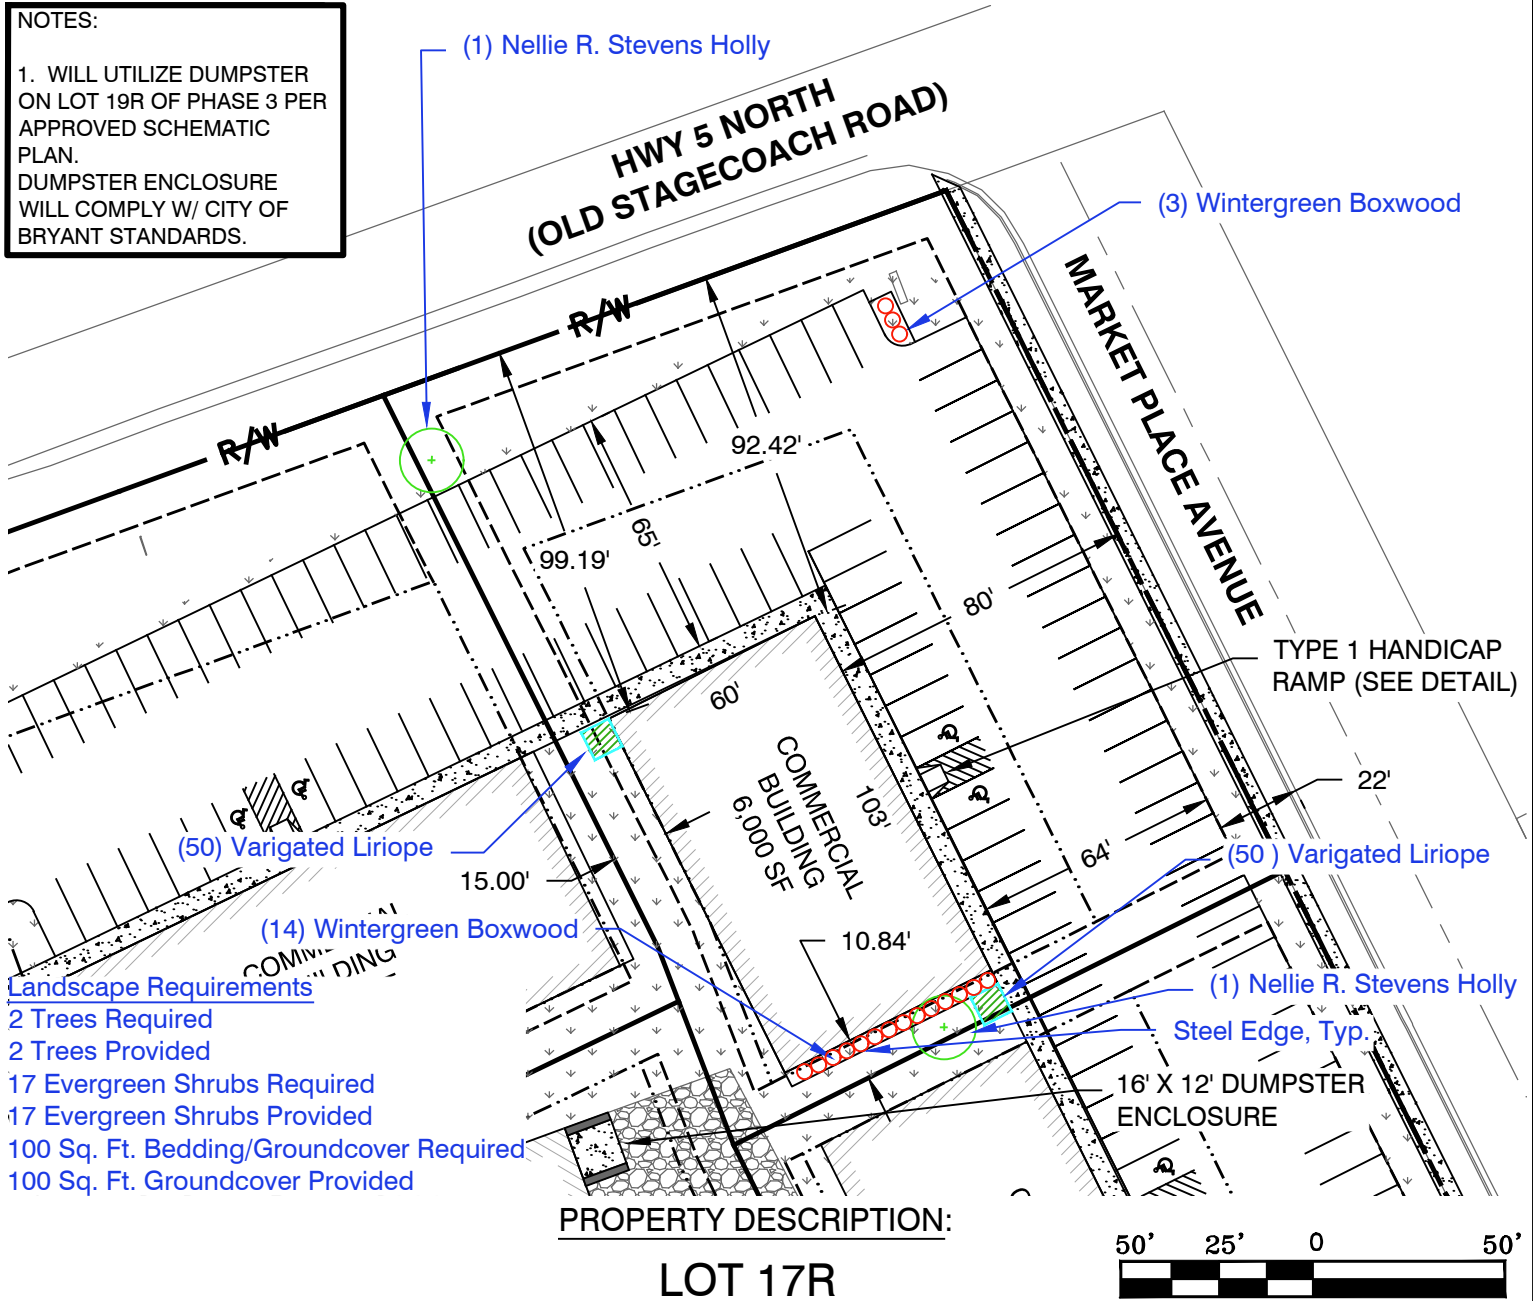 NOTES:
1. WILL UTILIZE DUMPSTER
ON LOT 19R OF PHASE 3 PER
APPROVED SCHEMATIC
PLAN.
DUMPSTER ENCLOSURE
WILL COMPLY W/ CITY OF
BRYANT STANDARDS.
(1) Nellie R. Stevens Holly
HWY 5 NORTH
(OLD STAGECOACH ROAD)
(3) Wintergreen Boxwood
MARKET PLACE AVENUE
R/W
R/W
92.42'
99.19'
65'
80'
60'
TYPE 1 HANDICAP
RAMP (SEE DETAIL)
COMMERCIAL
BUILDING
6,000 SF
103'
22'
64'
(50) Varigated Liriope
(50 ) Varigated Liriope
15.00'
(14) Wintergreen Boxwood
10.84'
Landscape Requirements
2 Trees Required
2 Trees Provided
17 Evergreen Shrubs Required
17 Evergreen Shrubs Provided
100 Sq. Ft. Bedding/Groundcover Required
100 Sq. Ft. Groundcover Provided
(1) Nellie R. Stevens Holly
Steel Edge, Typ.
16' X 12' DUMPSTER
ENCLOSURE
PROPERTY DESCRIPTION:
LOT 17R
50' 25' 0 50'